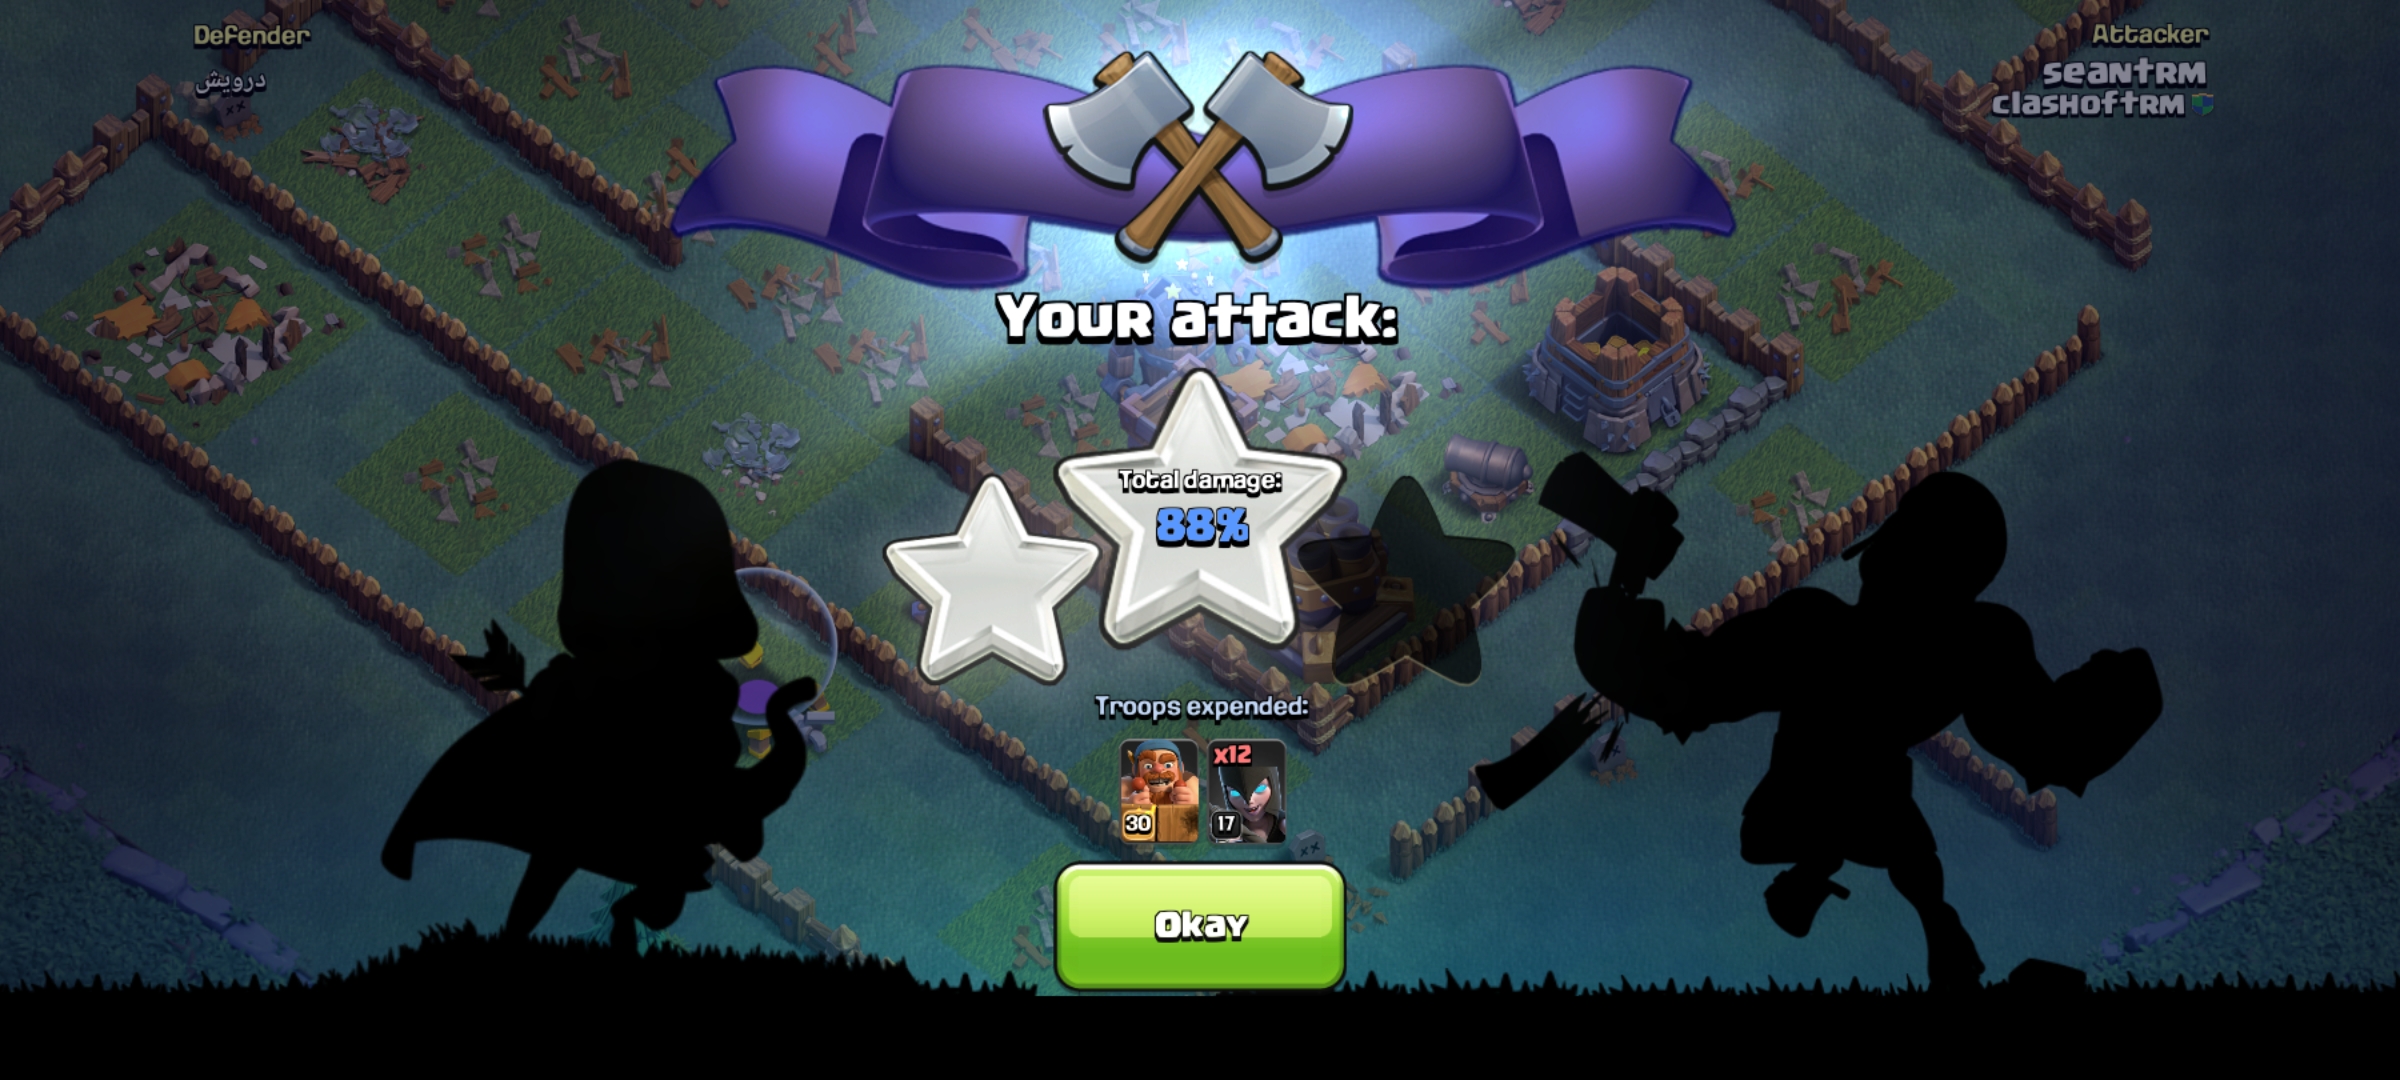 Defender
درويش
Attacker
seantRM
clashoftRM
Your attack:
Total damage:
88%
Troops expended:
x12
30
17
Okay